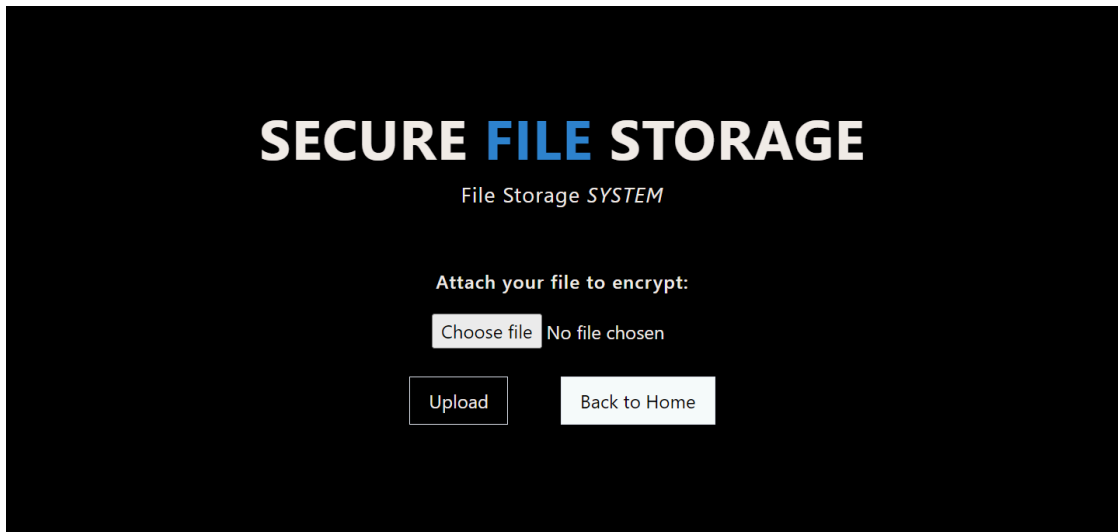 SECURE FILE STORAGE
File Storage SYSTEM
Attach your file to encrypt:
Choose file No file chosen
Upload Back to Home